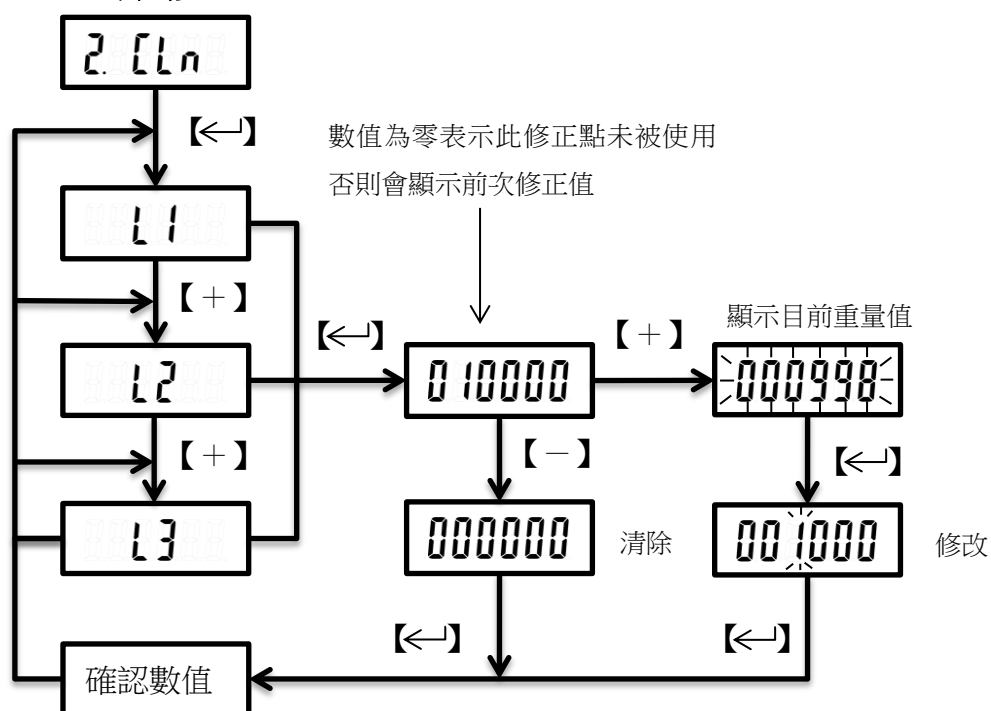 2. CLn
【←┘】
數值為零表示此修正點未被使用
否則會顯示前次修正值
L1
【＋】
【←┘】
【＋】
顯示目前重量值
L2
010000
000998
【＋】
【－】
【←┘】
L3
000000
清除
001000
修改
【←┘】
【←┘】
確認數值